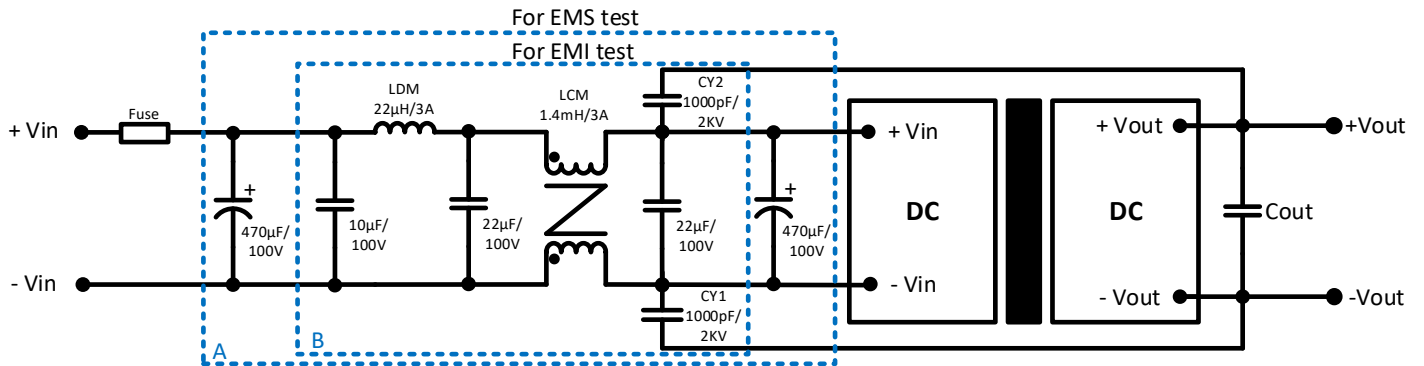 For EMS test
For EMI test
LDM
22μH/3A
LCM
1.4mH/3A
CY2
1000pF/
2KV
Fuse
+ Vin
+ Vin
+ Vout
+Vout
+
470μF/
100V
10μF/
100V
22μF/
100V
22μF/
100V
+
470μF/
100V
DC
DC
Cout
- Vin
- Vin
- Vout
-Vout
CY1
1000pF/
2KV
A
B